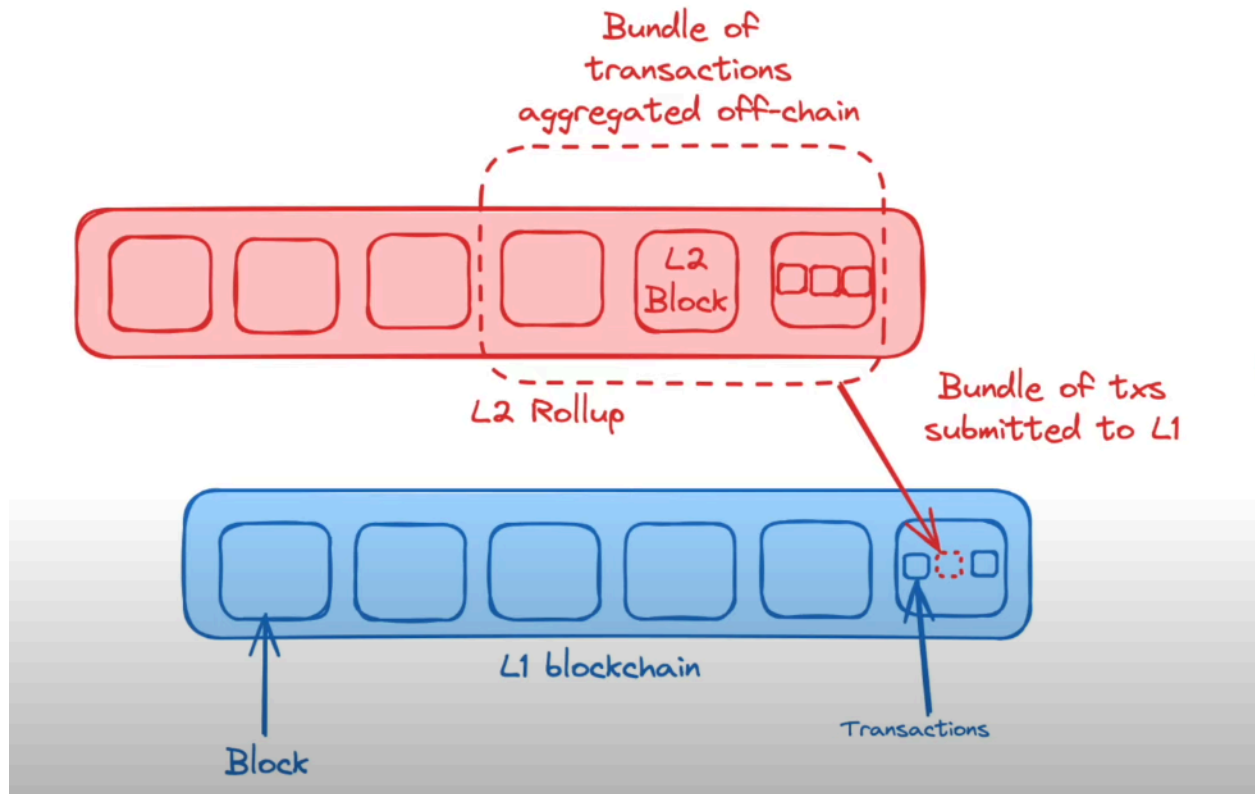 Bundle of
transactions
aggregated off-chain
L2
Block
L2 Rollup
Bundle of txs
submitted to L1
L1 blockchain
Transactions
Block